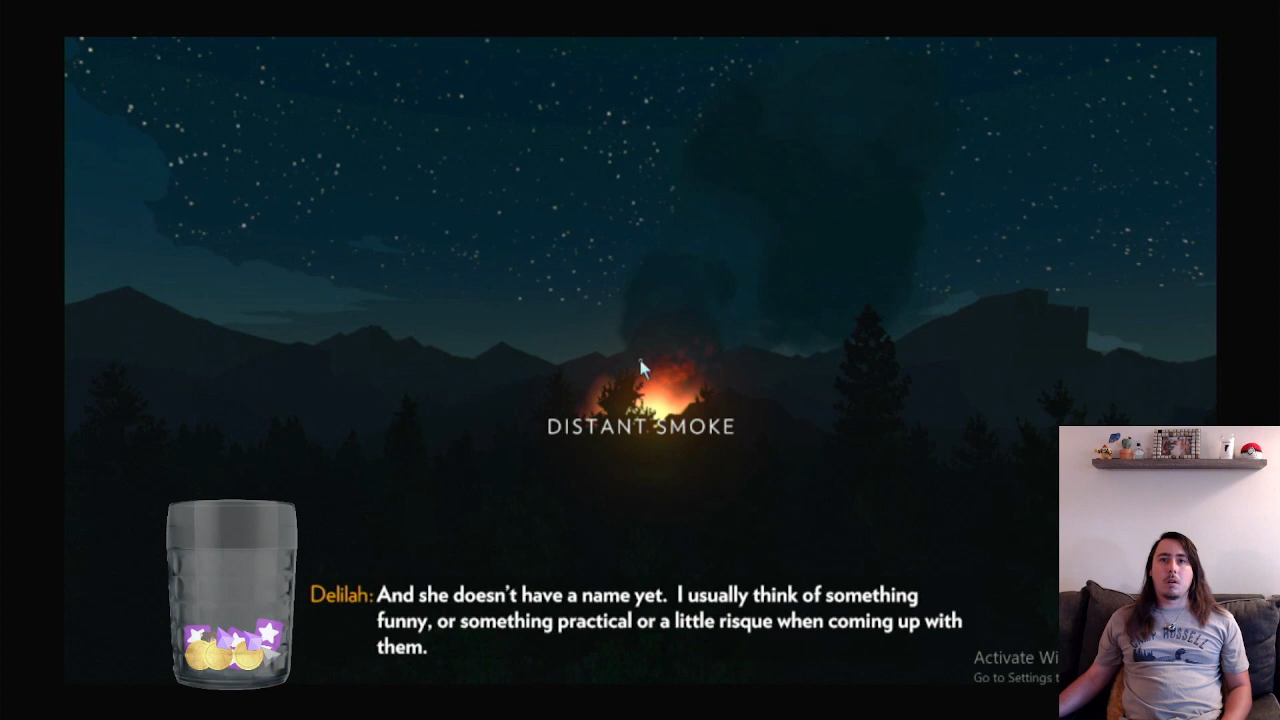 DISTANT SMOKE
Delilah: And she doesn't have a name yet. I usually think of something
funny, or something practical or a little risque when coming up with
them.
Activate Wi
Go to Settings t
RUSSELL